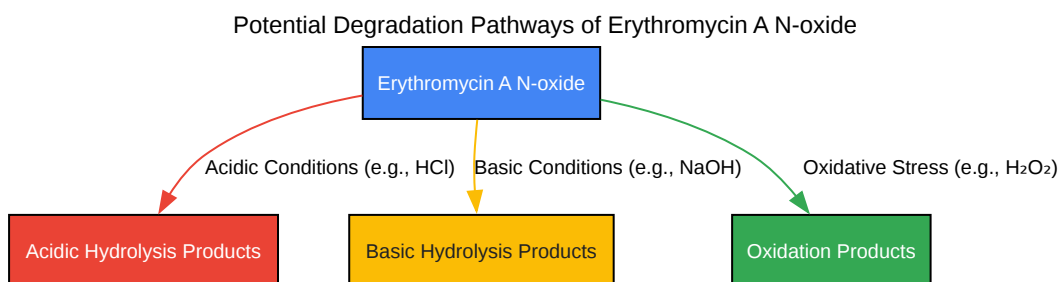 Potential Degradation Pathways of Erythromycin A N-oxide
Erythromycin A N-oxide
Acidic Conditions (e.g., HCl)
Basic Conditions (e.g., NaOH)
Oxidative Stress (e.g., H₂O₂)
Acidic Hydrolysis Products
Basic Hydrolysis Products
Oxidation Products